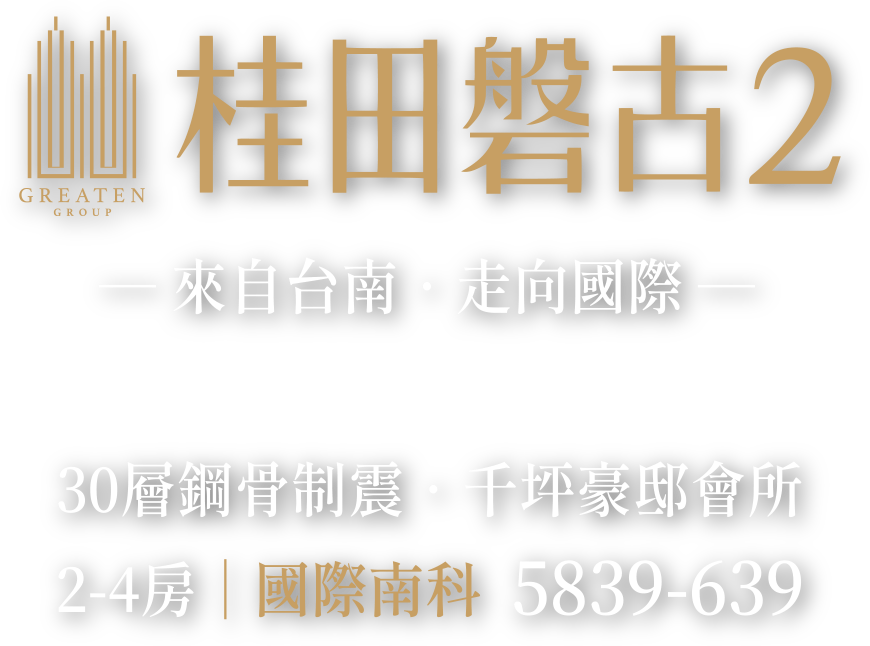 GREATEN
GROUP
桂田磐古2
— 來自台南·走向國際 —
30層鋼骨制震·千坪豪邸會所
2-4房｜國際南科 5839-639